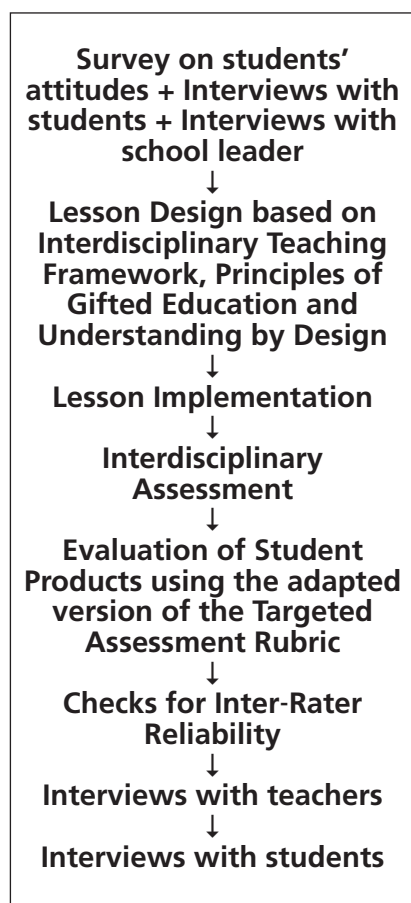 Survey on students’
attitudes + Interviews with
students + Interviews with
school leader
↓
Lesson Design based on
Interdisciplinary Teaching
Framework, Principles of
Gifted Education and
Understanding by Design
↓
Lesson Implementation
↓
Interdisciplinary
Assessment
↓
Evaluation of Student
Products using the adapted
version of the Targeted
Assessment Rubric
↓
Checks for Inter-Rater
Reliability
↓
Interviews with teachers
↓
Interviews with students